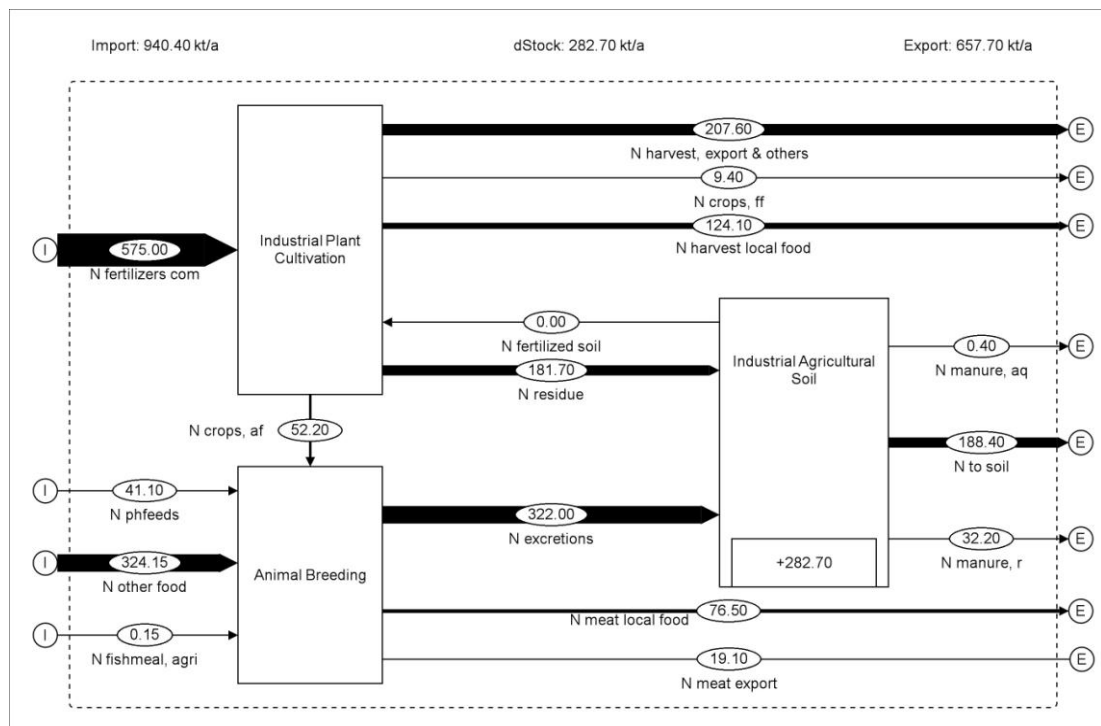 Import: 940.40 kt/a
dStock: 282.70 kt/a
Export: 657.70 kt/a
207.60
E
N harvest, export & others
9.40
E
N crops, ff
Industrial Plant
Cultivation
124.10
E
N harvest local food
I
575.00
N fertilizers com
0.00
N fertilized soil
Industrial Agricultural
Soil
0.40
E
N manure, aq
181.70
N residue
N crops, af
52.20
188.40
E
N to soil
I
41.10
N phfeeds
322.00
N excretions
32.20
E
N manure, r
I
324.15
N other food
Animal Breeding
+282.70
76.50
E
N meat local food
I
0.15
N fishmeal, agri
19.10
E
N meat export